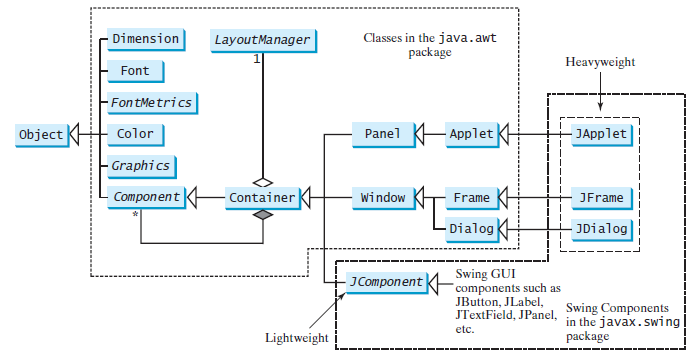 Dimension
LayoutManager
Classes in the java.awt
package
1
Font
Heavyweight
FontMetrics
Object
Color
Panel
Applet
JApplet
Graphics
Component
Container
Window
Frame
JFrame
*
Dialog
JDialog
JComponent
Swing GUI
components such as
JButton, JLabel,
JTextField, JPanel,
etc.
Swing Components
in the javax.swing
package
Lightweight